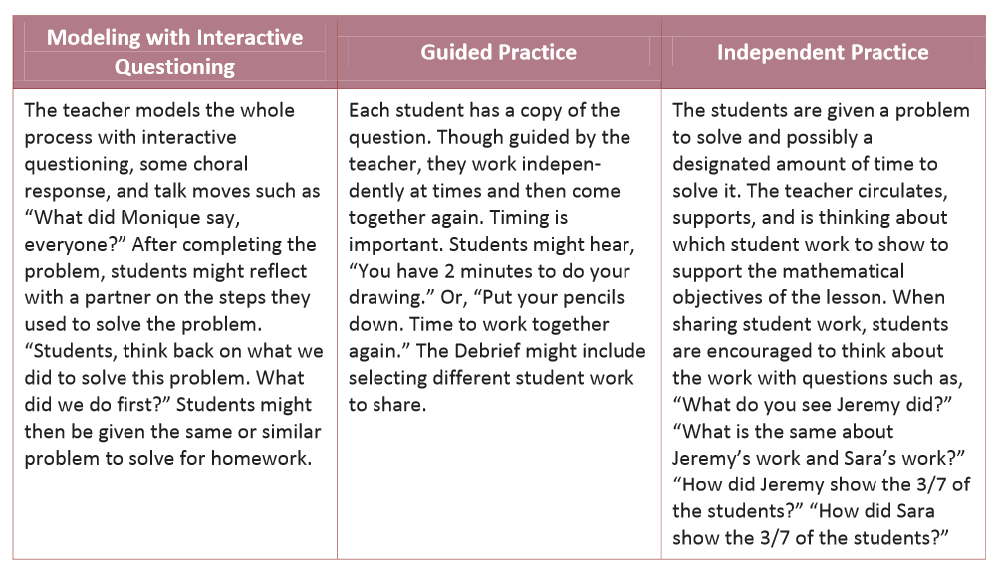 Modeling with Interactive
Questioning
Guided Practice
Independent Practice
The teacher models the whole
process with interactive
questioning, some choral
response, and talk moves such as
“What did Monique say,
everyone?” After completing the
problem, students might reflect
with a partner on the steps they
used to solve the problem.
“Students, think back on what we
did to solve this problem. What
did we do first?” Students might
then be given the same or similar
problem to solve for homework.
Each student has a copy of the
question. Though guided by the
teacher, they work indepen-
dently at times and then come
together again. Timing is
important. Students might hear,
“You have 2 minutes to do your
drawing.” Or, “Put your pencils
down. Time to work together
again.” The Debrief might include
selecting different student work
to share.
The students are given a problem
to solve and possibly a
designated amount of time to
solve it. The teacher circulates,
supports, and is thinking about
which student work to show to
support the mathematical
objectives of the lesson. When
sharing student work, students
are encouraged to think about
the work with questions such as,
“What do you see Jeremy did?”
“What is the same about
Jeremy’s work and Sara’s work?”
“How did Jeremy show the 3/7 of
the students?” “How did Sara
show the 3/7 of the students?”